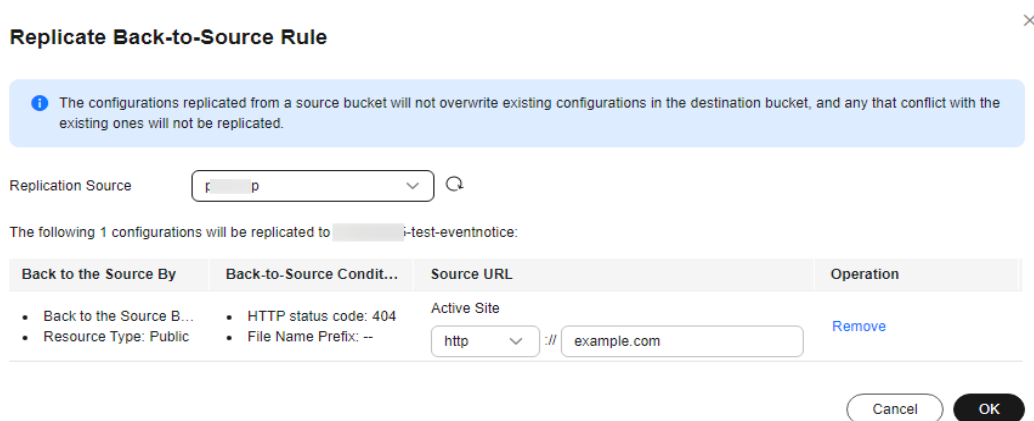 Replicate Back-to-Source Rule
The configurations replicated from a source bucket will not overwrite existing configurations in the destination bucket, and any that conflict with the
existing ones will not be replicated.
Replication Source
The following 1 configurations will be replicated to -test-eventnotice:
Back to the Source By Back-to-Source Condit... Source URL Operation
Active Site
• Back to the Source B... • HTTP status code: 404
• Resource Type: Public • File Name Prefix: --
http :// example.com
Remove
Cancel OK